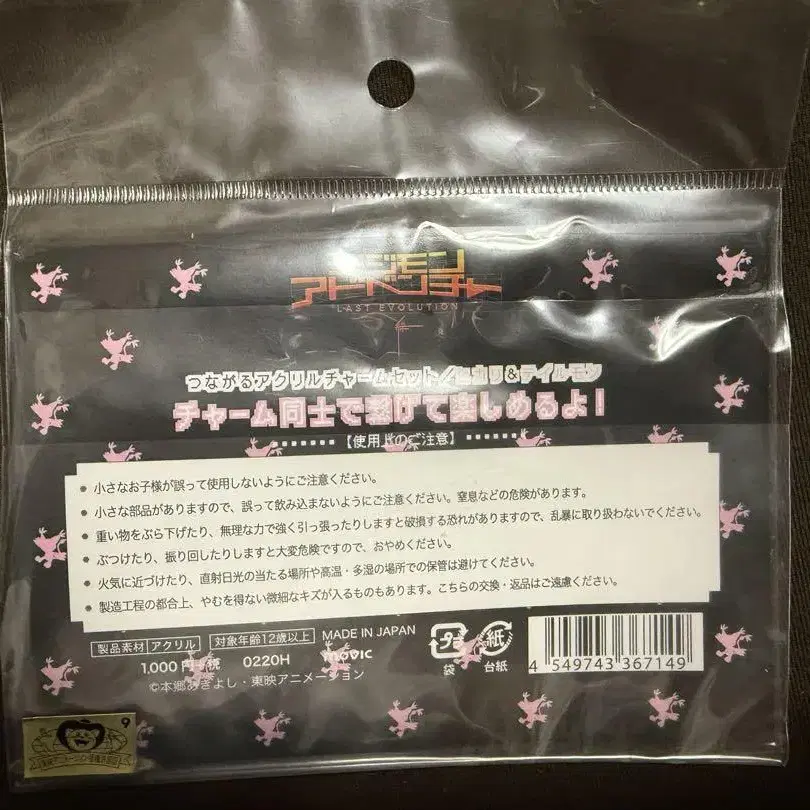 デジモン
アドベンチャー
LAST EVOLUTION
つながるアクリルチャームセット／ヒカリ&テイルモン
チャーム同士で繋げて楽しめるよ！
【使用上のご注意】
● 小さなお子様が誤って使用しないようにご注意ください。
● 小さな部品がありますので、誤って飲み込まないようにご注意ください。窒息などの危険があります。
● 重い物をぶら下げたり、無理な力で強く引っ張ったりしますと破損する恐れがありますので、乱暴に取り扱わないでください。
● ぶつけたり、振り回したりしますと大変危険ですので、おやめください。
● 火気に近づけたり、直射日光の当たる場所や高温・多湿の場所での保管は避けてください。
● 製造工程の都合上、やむを得ない微細なキズが入るものもあります。こちらの交換・返品はご遠慮ください。
製品素材 アクリル 対象年齢12歳以上 MADE IN JAPAN
1,000円+税 0220H movic
©本郷あきよし・東映アニメーション
プラ 袋
紙 台紙
4 549743 367149
9